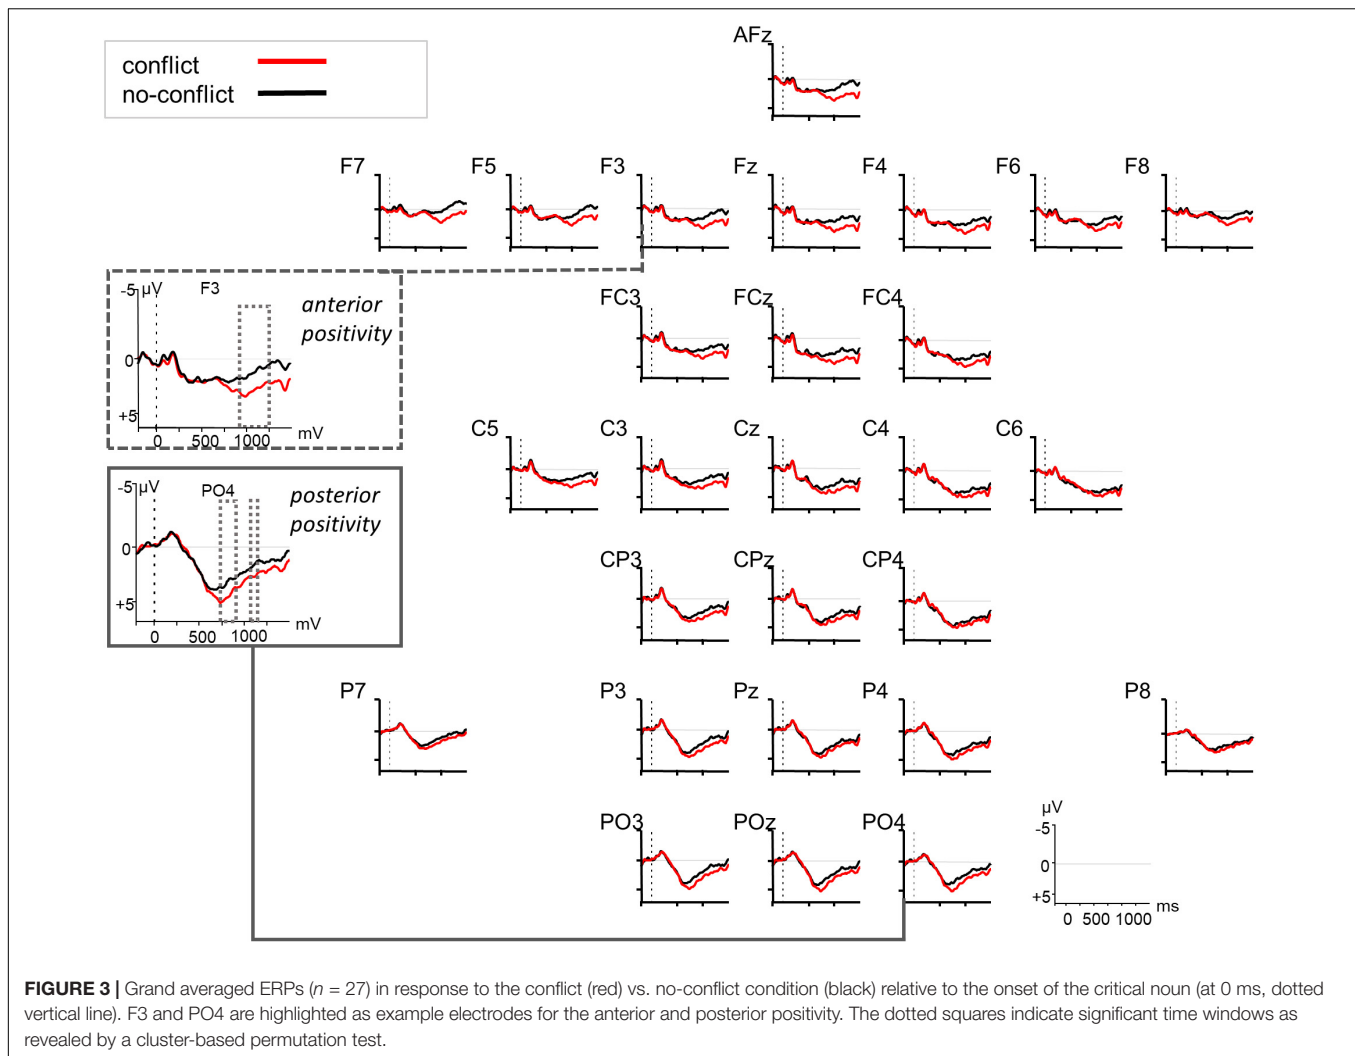 conflict
no-conflict
AFz
F7 F5 F3 Fz F4 F6 F8
-5 µV F3 anterior
positivity
0
+5
0 500 1000 mV
FC3 FCz FC4
C5 C3 Cz C4 C6
-5 µV PO4 posterior
positivity
0
+5
0 500 1000 mV
CP3 CPz CP4
P7 P3 Pz P4 P8
PO3 POz PO4
µV
-5
0
+5
0 500 1000 ms
FIGURE 3 | Grand averaged ERPs (n = 27) in response to the conflict (red) vs. no-conflict condition (black) relative to the onset of the critical noun (at 0 ms, dotted
vertical line). F3 and PO4 are highlighted as example electrodes for the anterior and posterior positivity. The dotted squares indicate significant time windows as
revealed by a cluster-based permutation test.